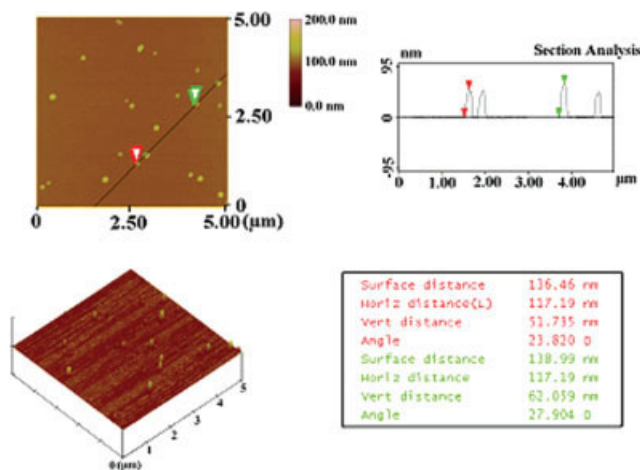 5.00
2.50
0
0 2.50 5.00 (μm)
200.0 nm
100.0 nm
0.0 nm
nm Section Analysis
95
0
-95
0 1.00 2.00 4.00 μm
0(μm) 1 2 3 4 5
Surface distance 136.46 nm
Horiz distance(L) 117.19 nm
Vert distance 51.735 nm
Angle 23.820 O
Surface distance 138.99 nm
Horiz distance 117.19 nm
Vert distance 62.059 nm
Angle 27.904 O